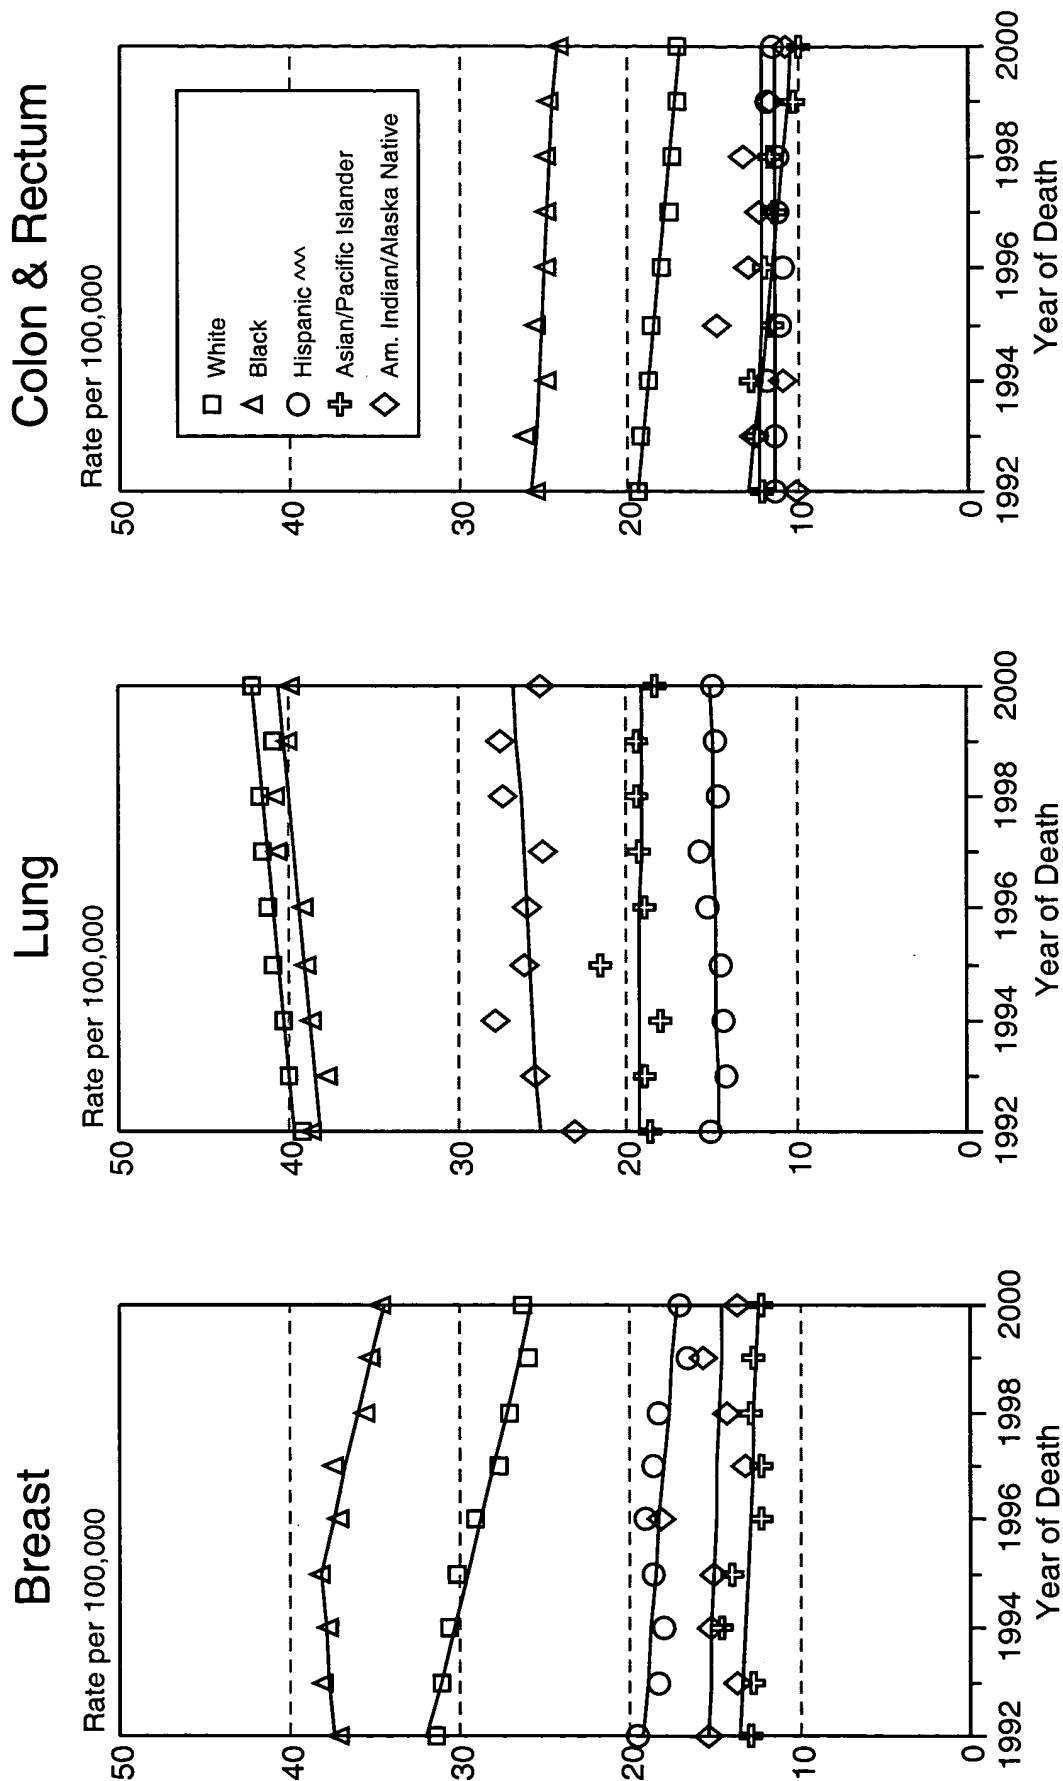 Breast
Rate per 100,000
50
40
30
20
10
0
1992
1994
1996
1998
2000
Year of Death
Lung
Rate per 100,000
50
40
30
20
10
0
1992
1994
1996
1998
2000
Year of Death
Colon & Rectum
Rate per 100,000
50
40
30
20
10
0
White
Black
Hispanic ^^^
Asian/Pacific Islander
Am. Indian/Alaska Native
1992
1994
1996
1998
2000
Year of Death